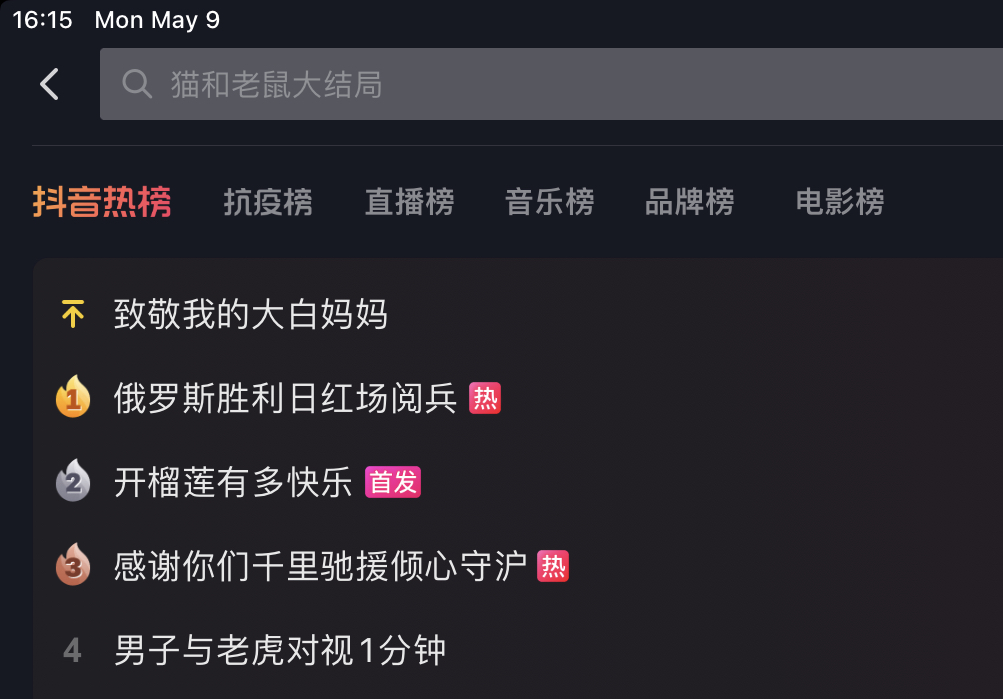 16:15 Mon May 9
猫和老鼠大结局
抖音热榜 抗疫榜 直播榜 音乐榜 品牌榜 电影榜
致敬我的大白妈妈
1 俄罗斯胜利日红场阅兵 热
2 开榴莲有多快乐 首发
3 感谢你们千里驰援倾心守沪 热
4 男子与老虎对视1分钟